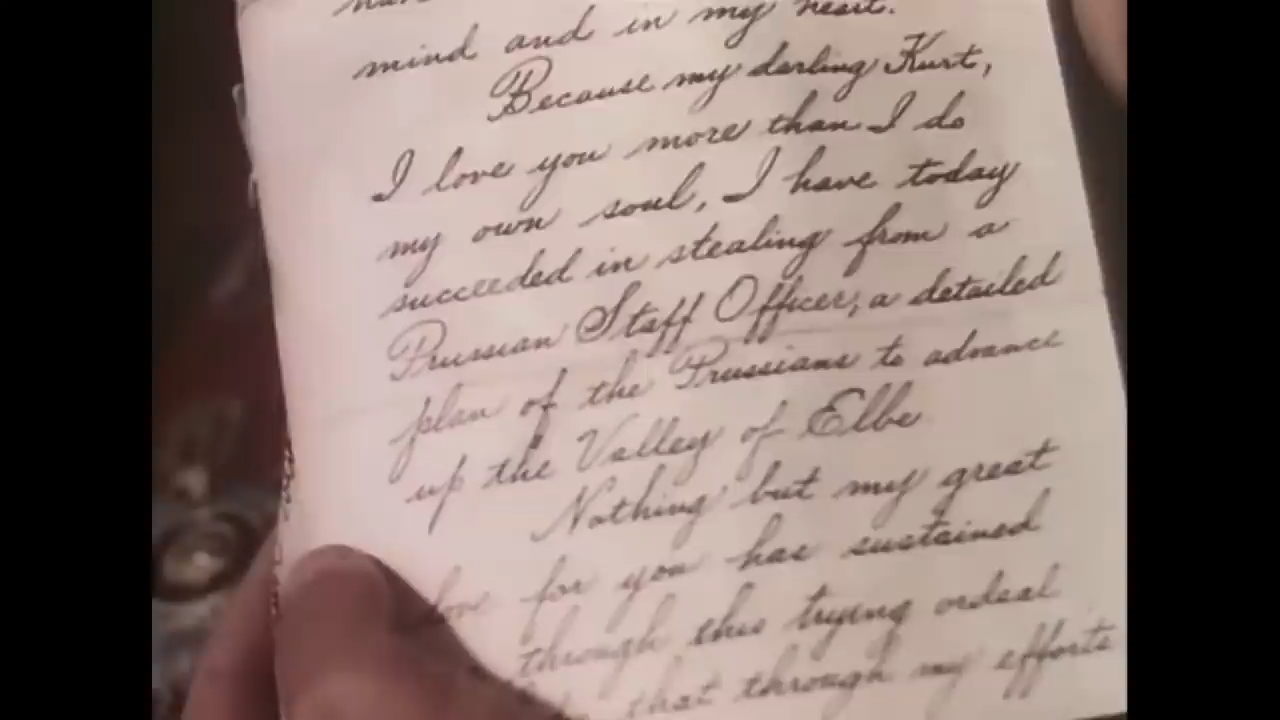 mind and in my heart.
Because my darling Kurt,
I love you more than I do
my own soul, I have today
succeeded in stealing from a
Prussian Staff Officer, a detailed
plan of the Prussians to advance
up the Valley of Elbe
Nothing but my great
love for you has sustained
through this trying ordeal
that through my efforts